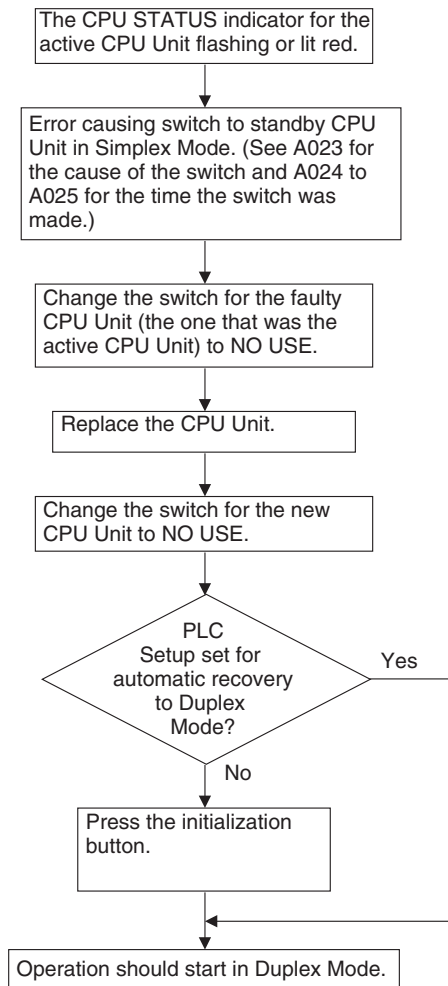 The CPU STATUS indicator for the
active CPU Unit flashing or lit red.
Error causing switch to standby CPU
Unit in Simplex Mode. (See A023 for
the cause of the switch and A024 to
A025 for the time the switch was
made.)
Change the switch for the faulty
CPU Unit (the one that was the
active CPU Unit) to NO USE.
Replace the CPU Unit.
Change the switch for the new
CPU Unit to NO USE.
PLC
Setup set for
automatic recovery
to Duplex
Mode?
Yes
No
Press the initialization
button.
Operation should start in Duplex Mode.